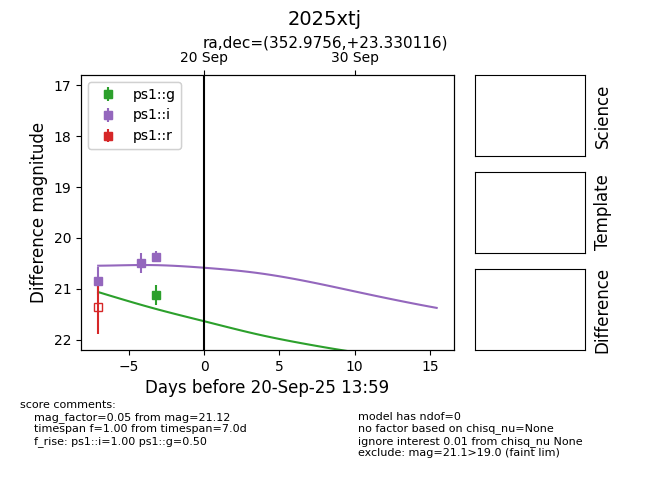 2025xtj
ra,dec=(352.9756,+23.330116)
20 Sep
30 Sep
17
18
19
20
21
22
Difference magnitude
ps1::g
ps1::i
ps1::r
−5
0
5
10
15
Days before 20-Sep-25 13:59
Science
Template
Difference
score comments:
mag_factor=0.05 from mag=21.12
timespan f=1.00 from timespan=7.0d
f_rise: ps1::i=1.00 ps1::g=0.50
model has ndof=0
no factor based on chisq_nu=None
ignore interest 0.01 from chisq_nu None
exclude: mag=21.1>19.0 (faint lim)